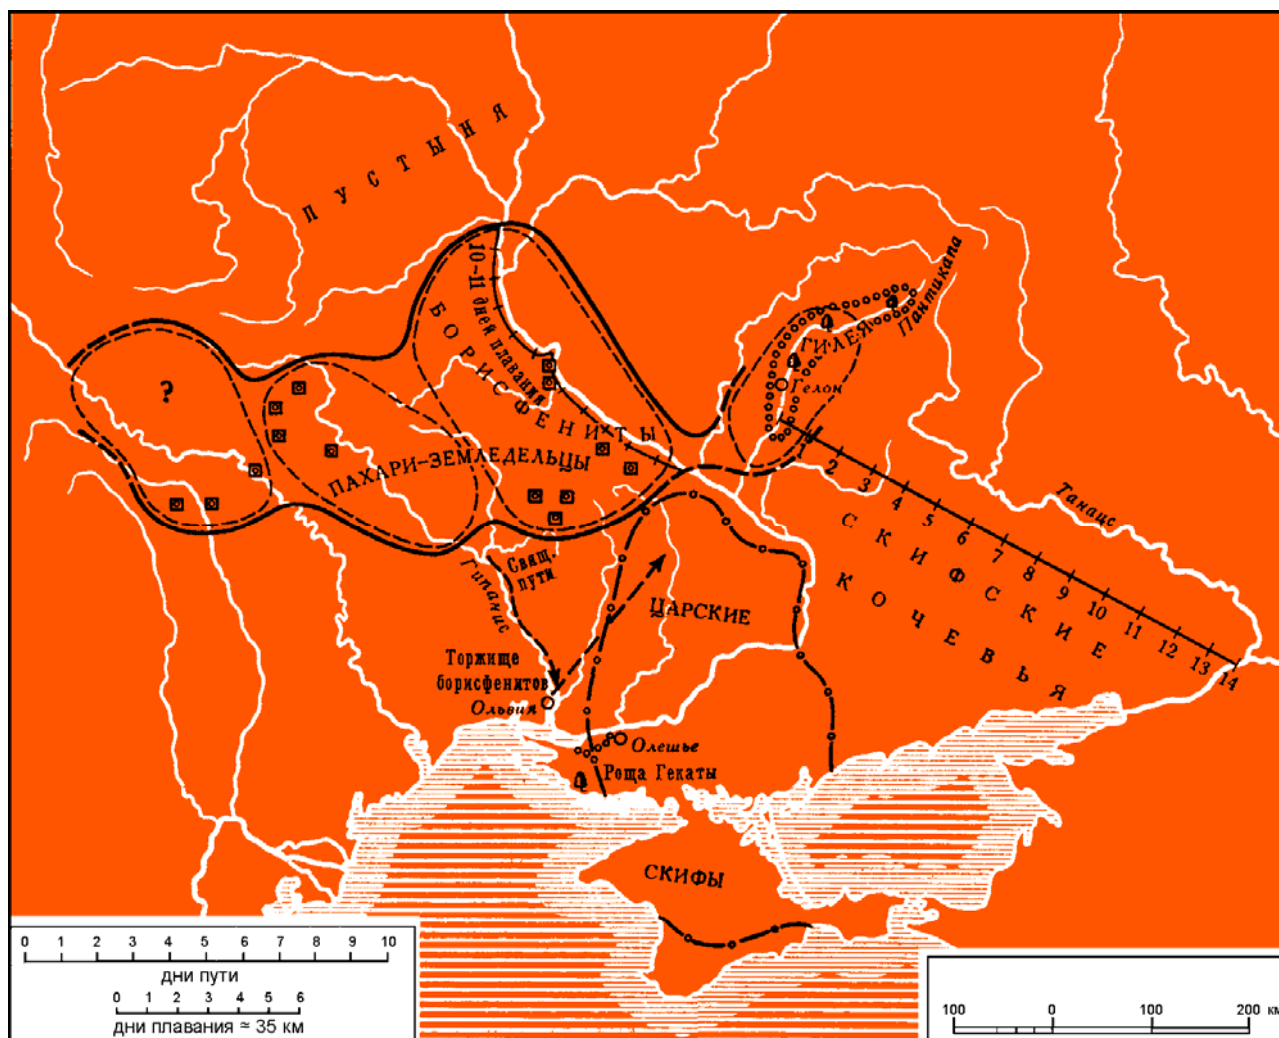 ПУСТЫНЯ
10–11 дней плавания
БОРИСФЕНИТЫ
Пантикапа
ГИЛЕЯ
Гелон
?
ПАХАРИ–ЗЕМЛЕДЕЛЬЦЫ
1 2 3 4 5 6 7 8 9 10 11 12 13 14
Танаис
СКИФСКИЕ
КОЧЕВЬЯ
Гипанис
Свящ.
пути
ЦАРСКИЕ
Торжище
борисфенитов
Ольвия
Олешье
Роща Гекаты
СКИФЫ
0 1 2 3 4 5 6 7 8 9 10
дни пути
0 1 2 3 4 5 6
дни плавания ≈ 35 км
100 0 100 200 км